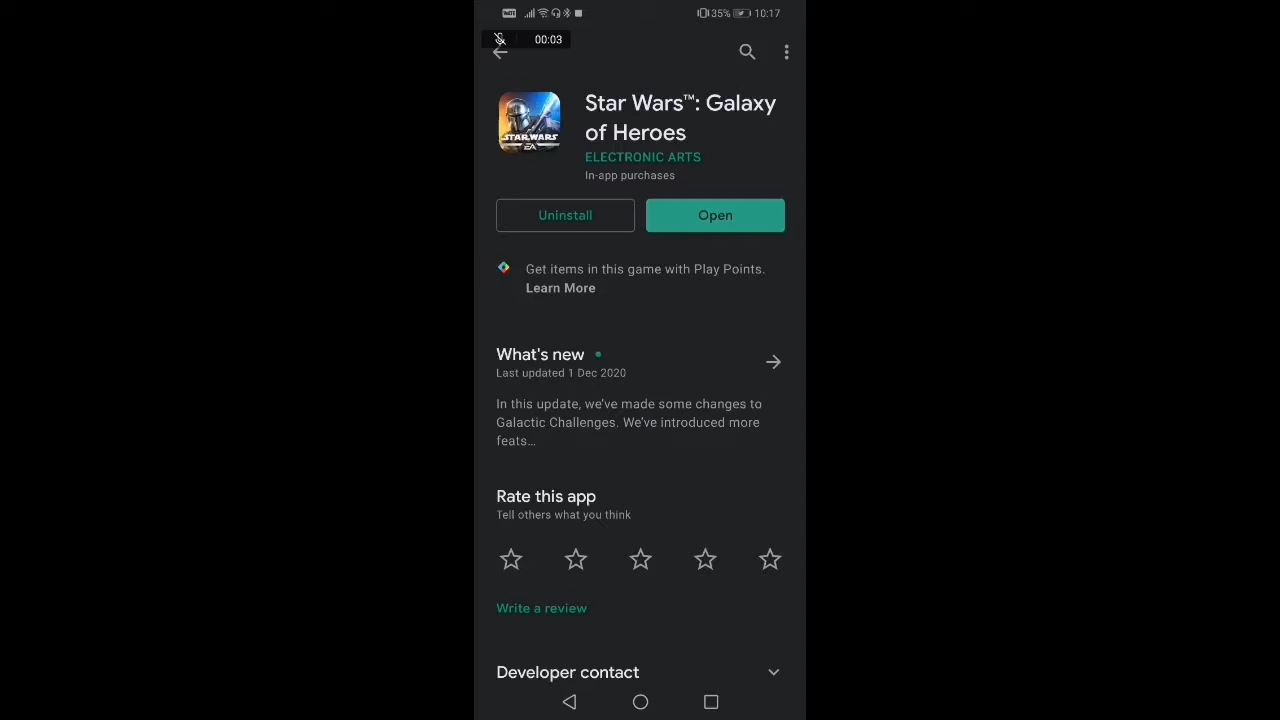 35% 10:17
00:03
Star Wars™: Galaxy
of Heroes
STAR WARS
EA
ELECTRONIC ARTS
In-app purchases
Uninstall
Open
Get items in this game with Play Points.
Learn More
What's new
Last updated 1 Dec 2020
In this update, we’ve made some changes to
Galactic Challenges. We’ve introduced more
feats…
Rate this app
Tell others what you think
Write a review
Developer contact